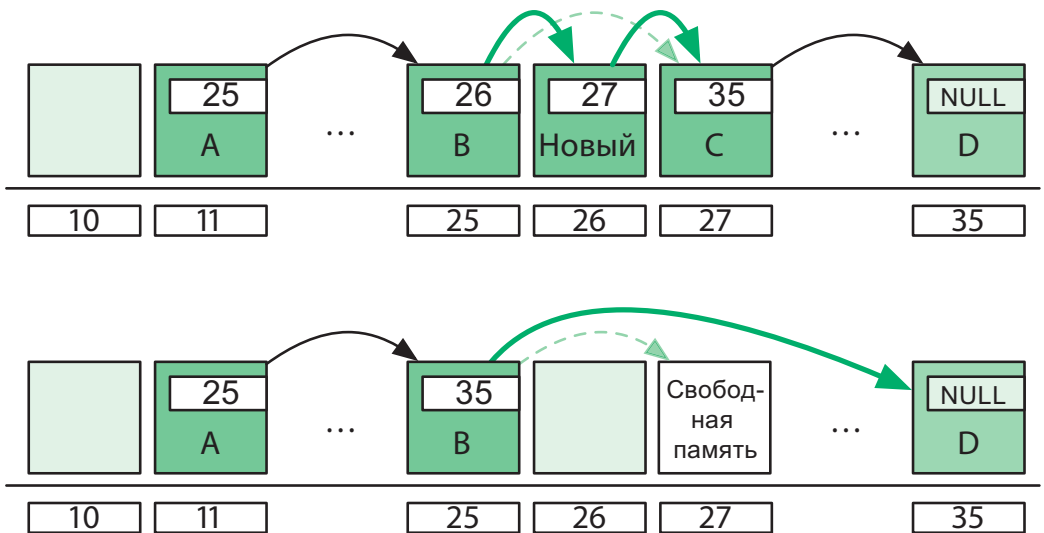 25 26 27 35 NULL
... ...
A B Новый C D
10 11 25 26 27 35
25 35 Свобод-
ная
память NULL
... ...
A B D
10 11 25 26 27 35